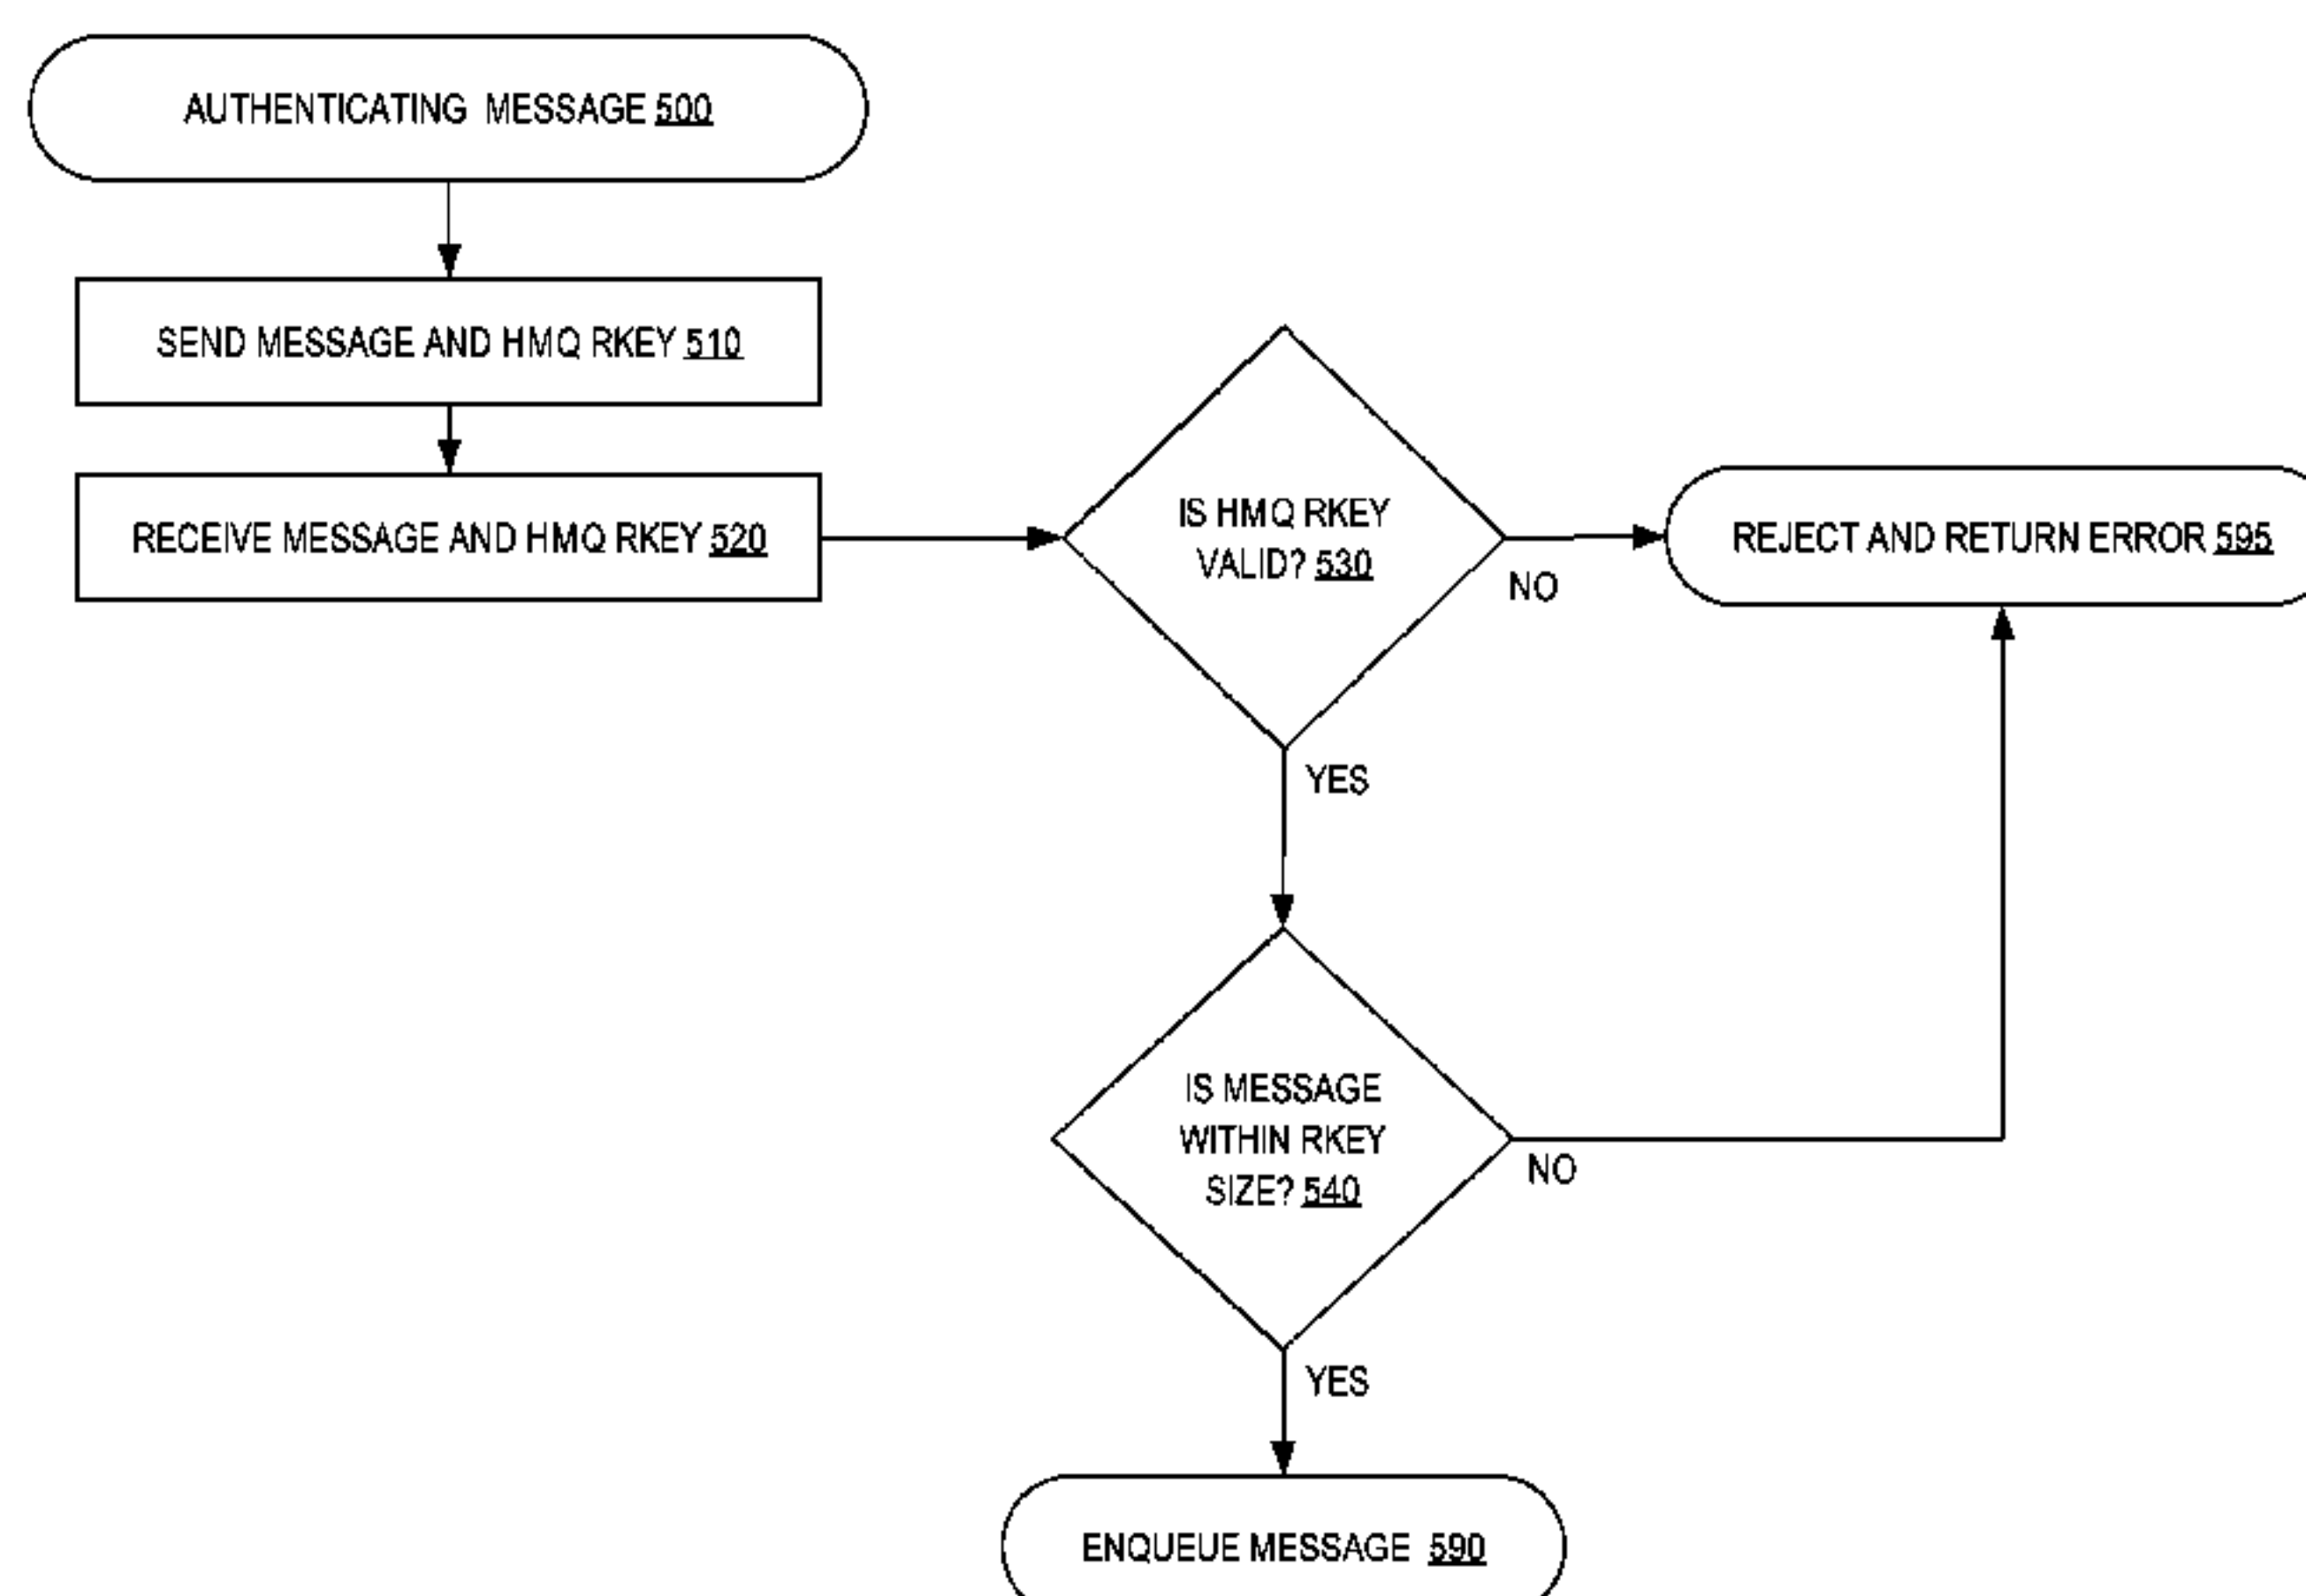 AUTHENTICATING MESSAGE 500
SEND MESSAGE AND HMQ RKEY 510
RECEIVE MESSAGE AND HMQ RKEY 520
IS HMQ RKEY
VALID? 530
NO
REJECT AND RETURN ERROR 595
YES
IS MESSAGE
WITHIN RKEY
SIZE? 540
NO
YES
ENQUEUE MESSAGE 590